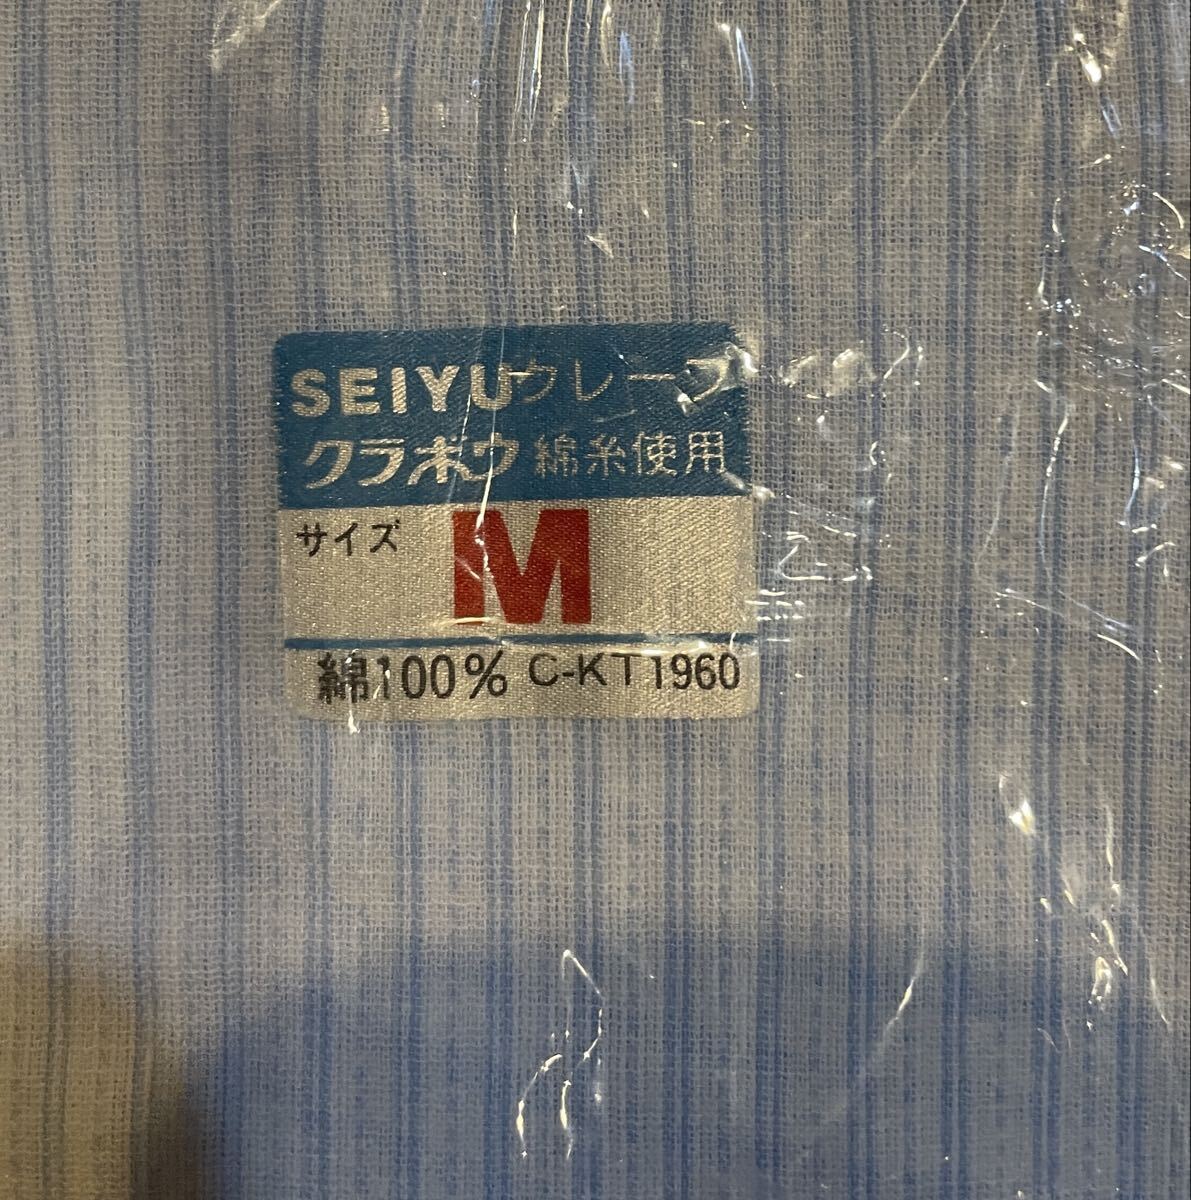 SEIYUクレープ
クラボウ 綿糸使用
サイズ M
綿100% C-KT1960